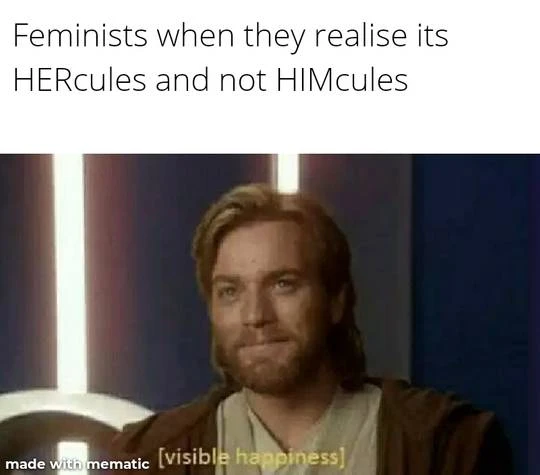 Feminists when they realise its
HERcules and not HIMcules
[visible happiness]
made with mematic